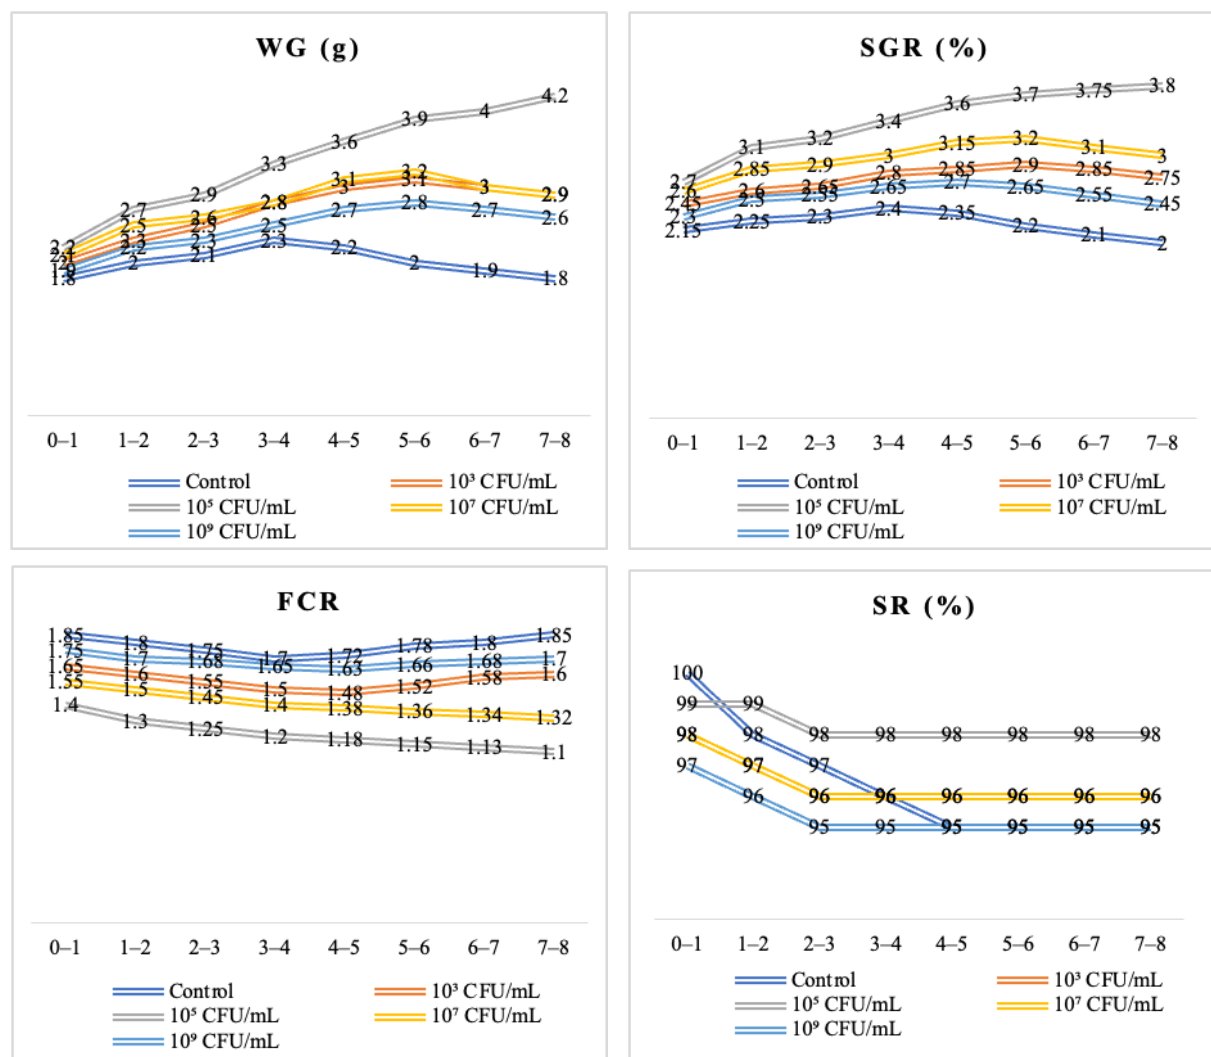 WG (g)
2.2 2.7 2.9 3.3 3.6 3.9 4 4.2
2.1 2.5 2.6 2.8 3.1 3.2 3 2.9
2 2.3 2.5 2.8 3 3.1 3 2.9
1.9 2.2 2.3 2.5 2.7 2.8 2.7 2.6
1.8 2 2.1 2.3 2.2 2 1.9 1.8
0–1 1–2 2–3 3–4 4–5 5–6 6–7 7–8
Control 10³ CFU/mL
10⁵ CFU/mL 10⁷ CFU/mL
10⁹ CFU/mL
SGR (%)
2.7 3.1 3.2 3.4 3.6 3.7 3.75 3.8
2.6 2.85 2.9 3 3.15 3.2 3.1 3
2.45 2.6 2.65 2.8 2.85 2.9 2.85 2.75
2.3 2.5 2.55 2.65 2.7 2.65 2.55 2.45
2.15 2.25 2.3 2.4 2.35 2.2 2.1 2
0–1 1–2 2–3 3–4 4–5 5–6 6–7 7–8
Control 10³ CFU/mL
10⁵ CFU/mL 10⁷ CFU/mL
10⁹ CFU/mL
FCR
1.85 1.8 1.75 1.7 1.72 1.78 1.8 1.85
1.75 1.7 1.68 1.65 1.63 1.66 1.68 1.7
1.65 1.6 1.55 1.5 1.48 1.52 1.58 1.6
1.55 1.5 1.45 1.4 1.38 1.36 1.34 1.32
1.4 1.3 1.25 1.2 1.18 1.15 1.13 1.1
0–1 1–2 2–3 3–4 4–5 5–6 6–7 7–8
Control 10³ CFU/mL
10⁵ CFU/mL 10⁷ CFU/mL
10⁹ CFU/mL
SR (%)
100 98 97 96 95 95 95 95
99 99 98 98 98 98 98 98
98 97 96 96 96 96 96 96
97 96 95 95 95 95 95 95
0–1 1–2 2–3 3–4 4–5 5–6 6–7 7–8
Control 10³ CFU/mL
10⁵ CFU/mL 10⁷ CFU/mL
10⁹ CFU/mL